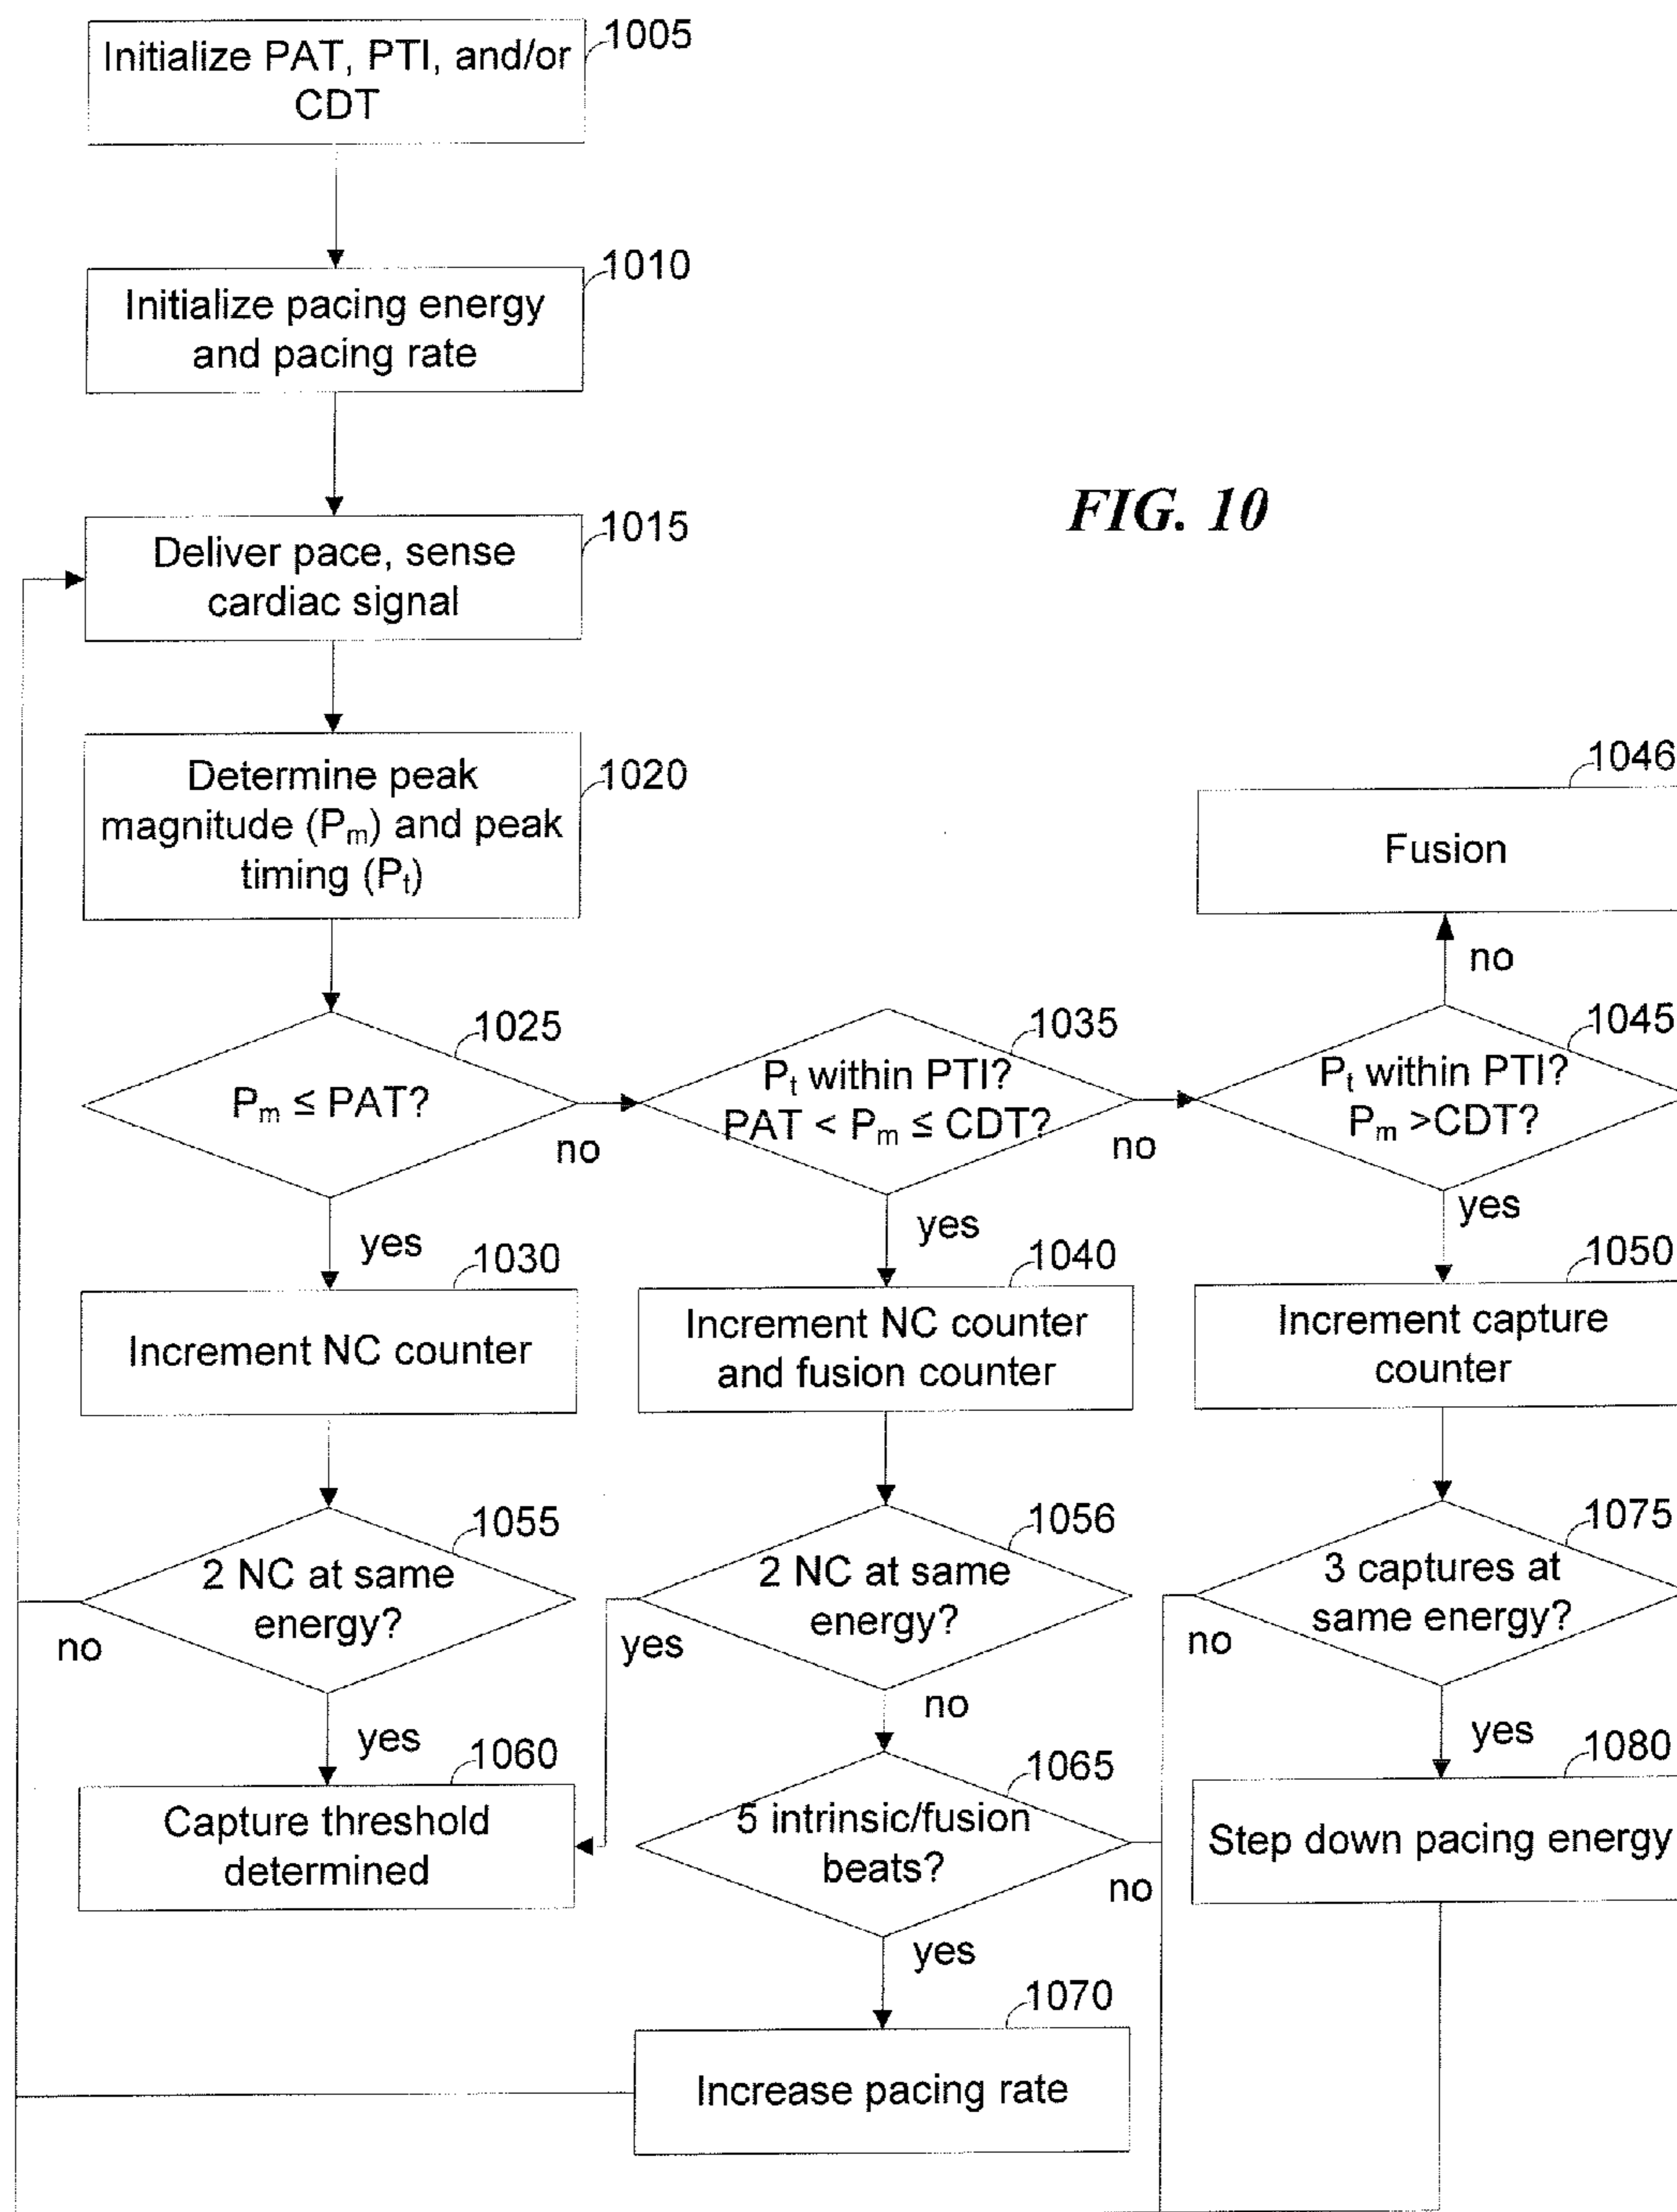 1005
Initialize PAT, PTI, and/or
CDT
1010
Initialize pacing energy
and pacing rate
FIG. 10
1015
Deliver pace, sense
cardiac signal
1020
Determine peak
magnitude (Pm) and peak
timing (Pt)
1046
Fusion
no
1025
Pm ≤ PAT?
no
yes
1035
Pt within PTI?
PAT < Pm ≤ CDT?
no
yes
1045
Pt within PTI?
Pm >CDT?
yes
1030
Increment NC counter
1040
Increment NC counter
and fusion counter
1050
Increment capture
counter
1055
2 NC at same
energy?
no
yes
1056
2 NC at same
energy?
yes
no
1075
3 captures at
same energy?
no
yes
1060
Capture threshold
determined
1065
5 intrinsic/fusion
beats?
no
yes
1080
Step down pacing energy
1070
Increase pacing rate